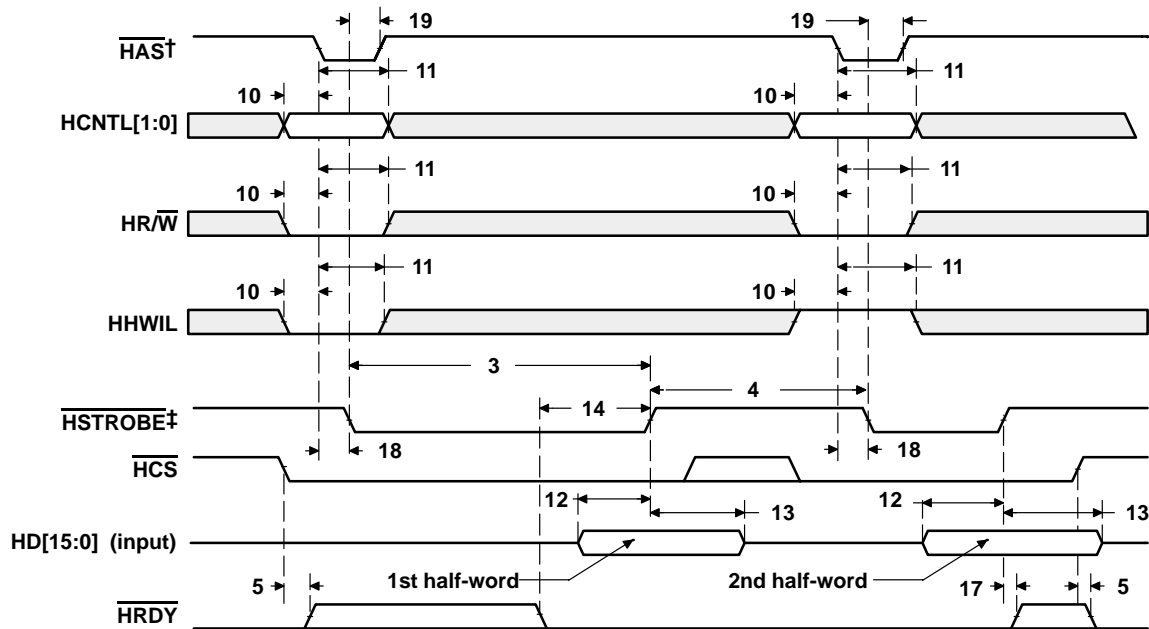 19 19
HAS†
11 11
10 10
HCNTL[1:0]
11 11
10 10
HR/W
11 11
10 10
HHWIL
3
4
14
HSTROBE‡
18 18
HCS
12 12
13 13
HD[15:0] (input)
1st half-word 2nd half-word
5 17 5
HRDY